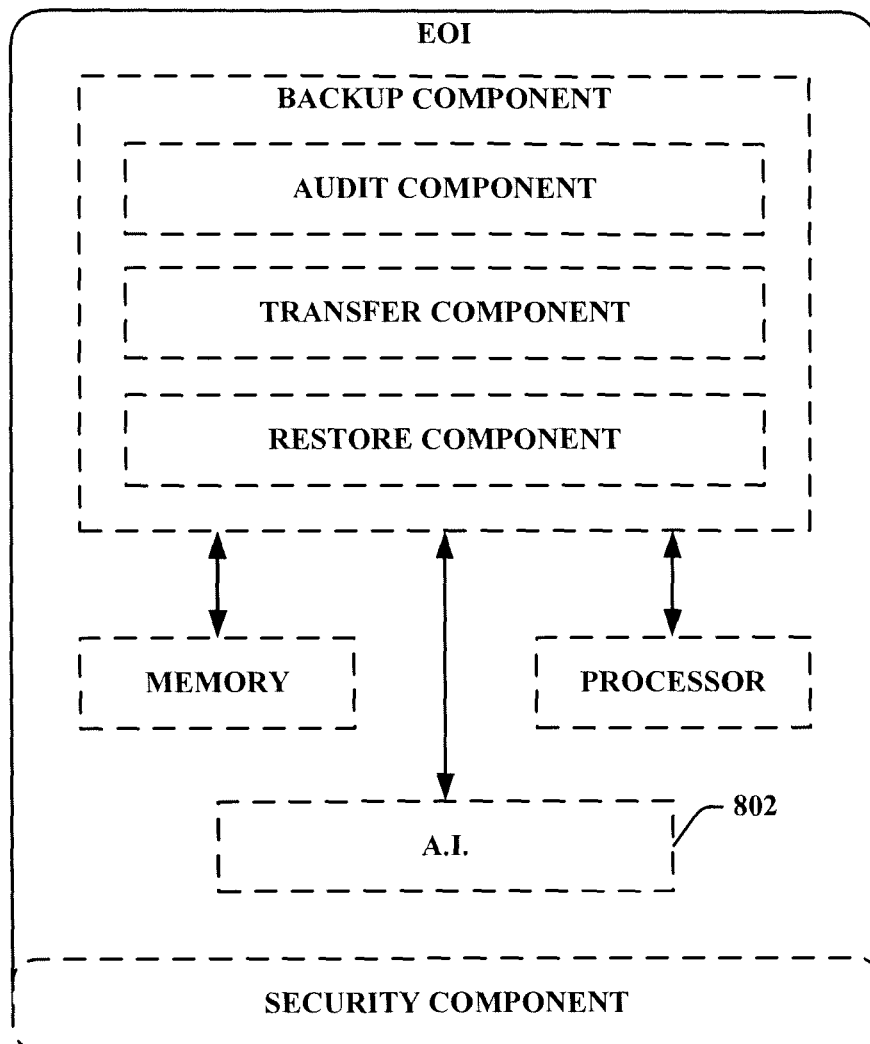 EOI
BACKUP COMPONENT
AUDIT COMPONENT
TRANSFER COMPONENT
RESTORE COMPONENT
MEMORY
PROCESSOR
802
A.I.
SECURITY COMPONENT